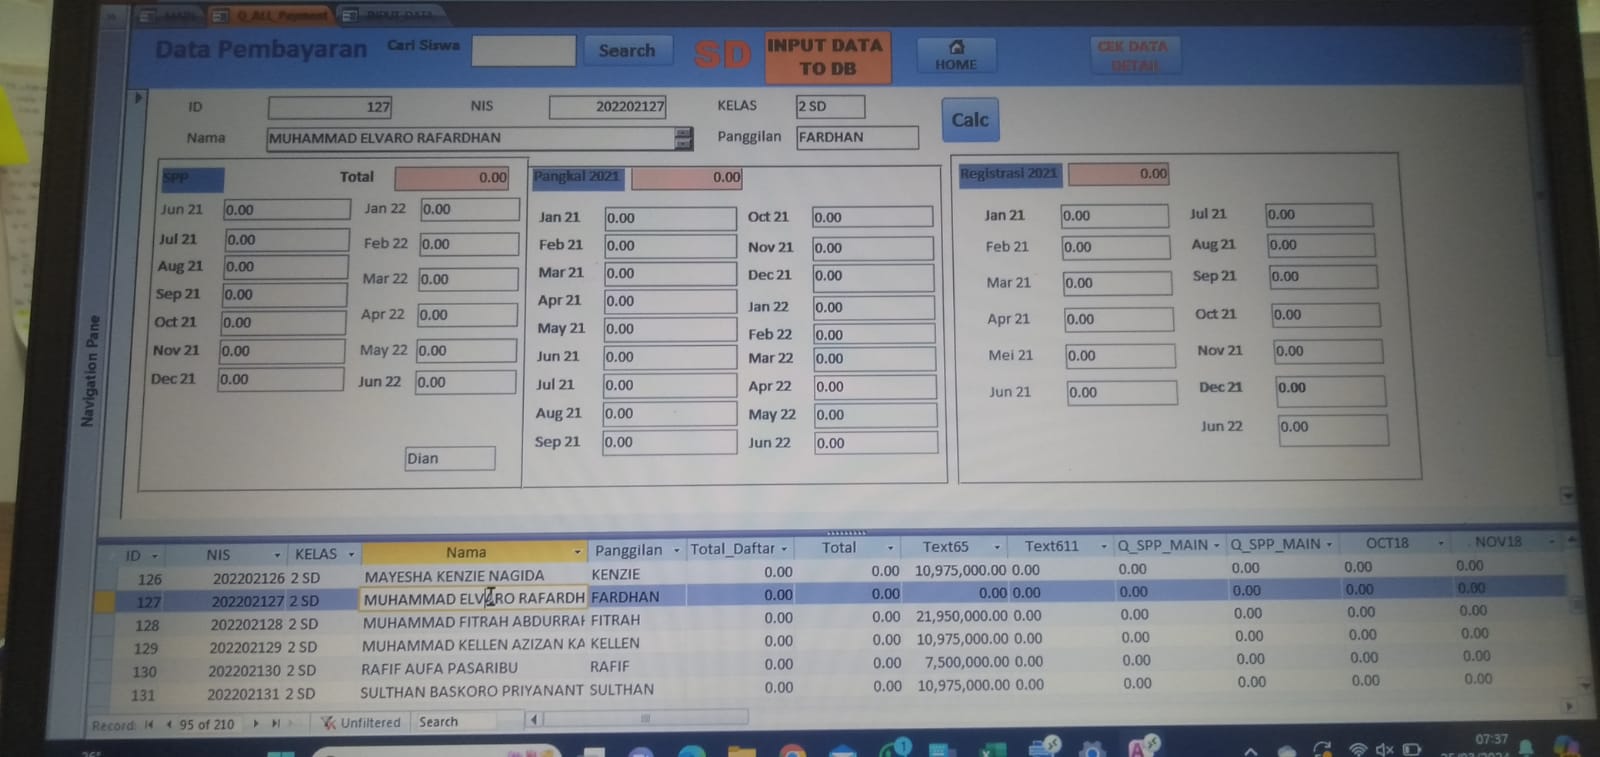 MAIN Q_ALL_Payment INPUT_DATA
Data Pembayaran Cari Siswa Search SD INPUT DATA TO DB HOME CEK DATA DETAIL
ID 127 NIS 202202127 KELAS 2 SD Calc
Nama MUHAMMAD ELVARO RAFARDHAN Panggilan FARDHAN
SPP Total 0.00
Jun 21 0.00 Jan 22 0.00
Jul 21 0.00 Feb 22 0.00
Aug 21 0.00 Mar 22 0.00
Sep 21 0.00 Apr 22 0.00
Oct 21 0.00 May 22 0.00
Nov 21 0.00 Jun 22 0.00
Dec 21 0.00
Dian
Pangkal 2021 0.00
Jan 21 0.00 Oct 21 0.00
Feb 21 0.00 Nov 21 0.00
Mar 21 0.00 Dec 21 0.00
Apr 21 0.00 Jan 22 0.00
May 21 0.00 Feb 22 0.00
Jun 21 0.00 Mar 22 0.00
Jul 21 0.00 Apr 22 0.00
Aug 21 0.00 May 22 0.00
Sep 21 0.00 Jun 22 0.00
Registrasi 2021 0.00
Jan 21 0.00 Jul 21 0.00
Feb 21 0.00 Aug 21 0.00
Mar 21 0.00 Sep 21 0.00
Apr 21 0.00 Oct 21 0.00
Mei 21 0.00 Nov 21 0.00
Jun 21 0.00 Dec 21 0.00
Jun 22 0.00
Navigation Pane
ID NIS KELAS Nama Panggilan Total_Daftar Total Text65 Text611 Q_SPP_MAIN Q_SPP_MAIN OCT18 NOV18
126 202202126 2 SD MAYESHA KENZIE NAGIDA KENZIE 0.00 0.00 10,975,000.00 0.00 0.00 0.00 0.00 0.00
127 202202127 2 SD MUHAMMAD ELVARO RAFARDH FARDHAN 0.00 0.00 0.00 0.00 0.00 0.00 0.00 0.00
128 202202128 2 SD MUHAMMAD FITRAH ABDURRAH FITRAH 0.00 0.00 21,950,000.00 0.00 0.00 0.00 0.00 0.00
129 202202129 2 SD MUHAMMAD KELLEN AZIZAN KA KELLEN 0.00 0.00 10,975,000.00 0.00 0.00 0.00 0.00 0.00
130 202202130 2 SD RAFIF AUFA PASARIBU RAFIF 0.00 0.00 7,500,000.00 0.00 0.00 0.00 0.00 0.00
131 202202131 2 SD SULTHAN BASKORO PRIYANANT SULTHAN 0.00 0.00 10,975,000.00 0.00 0.00 0.00 0.00 0.00
Record: 95 of 210 Unfiltered Search
07:37